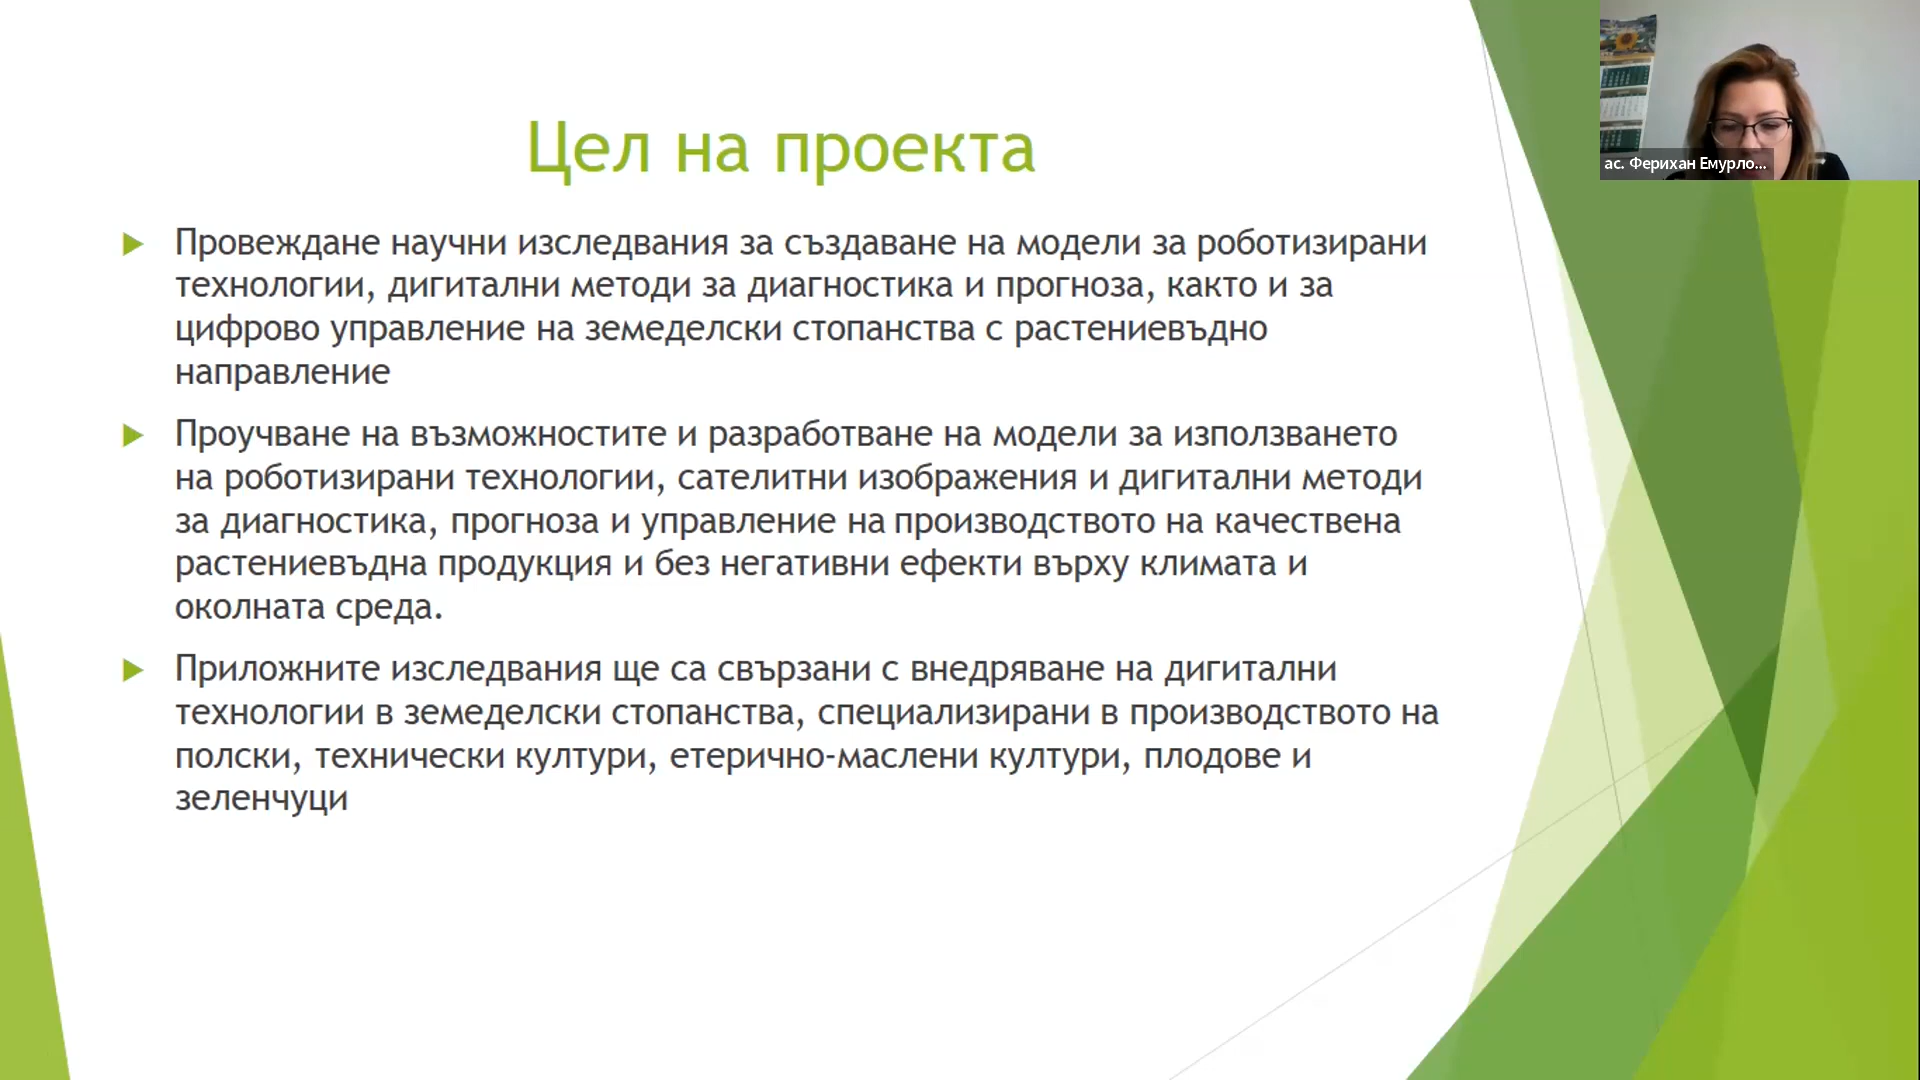 Цел на проекта
Провеждане научни изследвания за създаване на модели за роботизирани
технологии, дигитални методи за диагностика и прогноза, както и за
цифрово управление на земеделски стопанства с растениевъдно
направление
Проучване на възможностите и разработване на модели за използването
на роботизирани технологии, сателитни изображения и дигитални методи
за диагностика, прогноза и управление на производството на качествена
растениевъдна продукция и без негативни ефекти върху климата и
околната среда.
Приложните изследвания ще са свързани с внедряване на дигитални
технологии в земеделски стопанства, специализирани в производството на
полски, технически култури, етерично-маслени култури, плодове и
зеленчуци
ас. Ферихан Емурло...